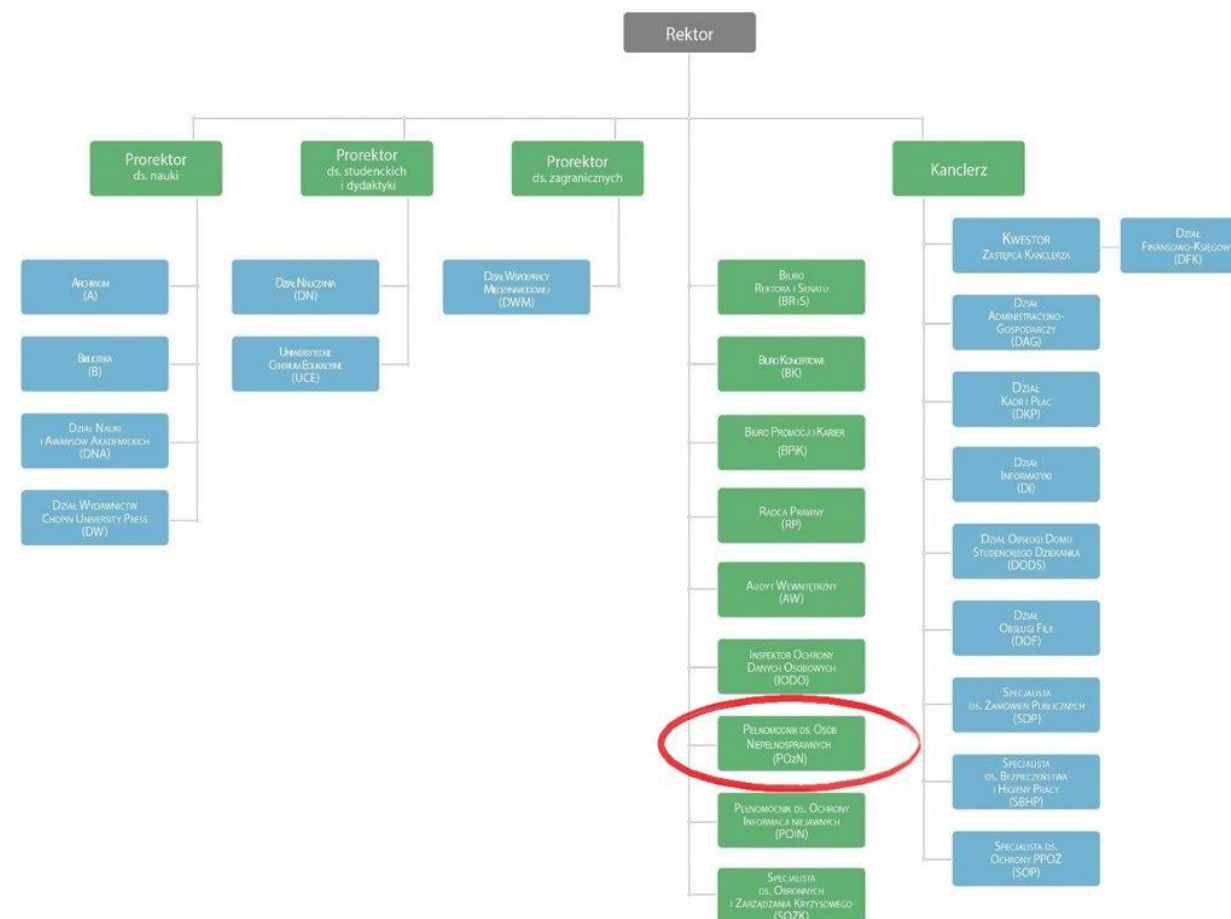 Rektor
Prorektor
ds. nauki
Prorektor
ds. studenckich
i dydaktyki
Prorektor
ds. zagranicznych
Kanclerz
Archiwum
(A)
Biblioteka
(B)
Dział Nauki
i Awansów Akademickich
(DNA)
Dział Wydawnictw
Chopin University Press
(DW)
Dział Nauczania
(DN)
Uniwersyteckie
Centrum Edukacyjne
(UCE)
Dział Współpracy
Międzynarodowej
(DWM)
Biuro
Rektora i Senatu
(BRiS)
Biuro Koncertowe
(BK)
Biuro Promocji i Karier
(BPiK)
Radca Prawny
(RP)
Audyt Wewnętrzny
(AW)
Inspektor Ochrony
Danych Osobowych
(IODO)
Pełnomocnik ds. Osób
Niepełnosprawnych
(POzN)
Pełnomocnik ds. Ochrony
Informacji niejawnych
(POIN)
Specjalista
ds. Obronnych
i Zarządzania Kryzysowego
(SOZK)
Kwestor
Zastępca Kanclerza
Dział
Finansowo-Księgowy
(DFK)
Dział
Administracyjno-
Gospodarczy
(DAG)
Dział
Kadr i Płac
(DKP)
Dział
Informatyki
(DI)
Dział Obsługi Domu
Studenckiego Dziekanka
(DODS)
Dział
Obsługi Filii
(DOF)
Specjalista
ds. Zamówień Publicznych
(SDP)
Specjalista
ds. Bezpieczeństwa
i Higieny Pracy
(SBHP)
Specjalista ds.
Ochrony PPOŻ
(SOP)